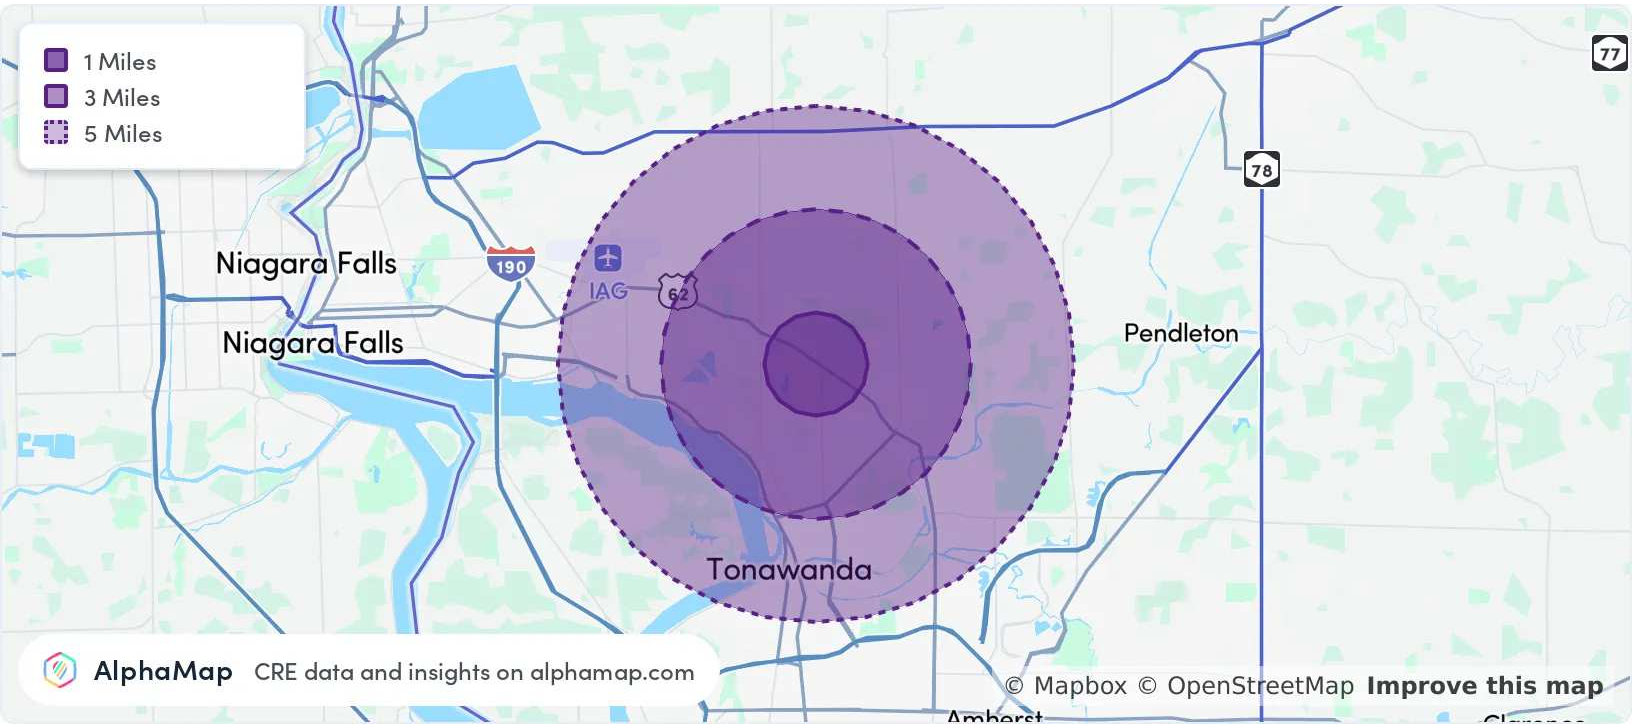 1 Miles
3 Miles
5 Miles
77
78
Niagara Falls
190
IAG
62
Niagara Falls
Pendleton
Tonawanda
AlphaMap CRE data and insights on alphamap.com
© Mapbox © OpenStreetMap Improve this map
Amherst
Clarence